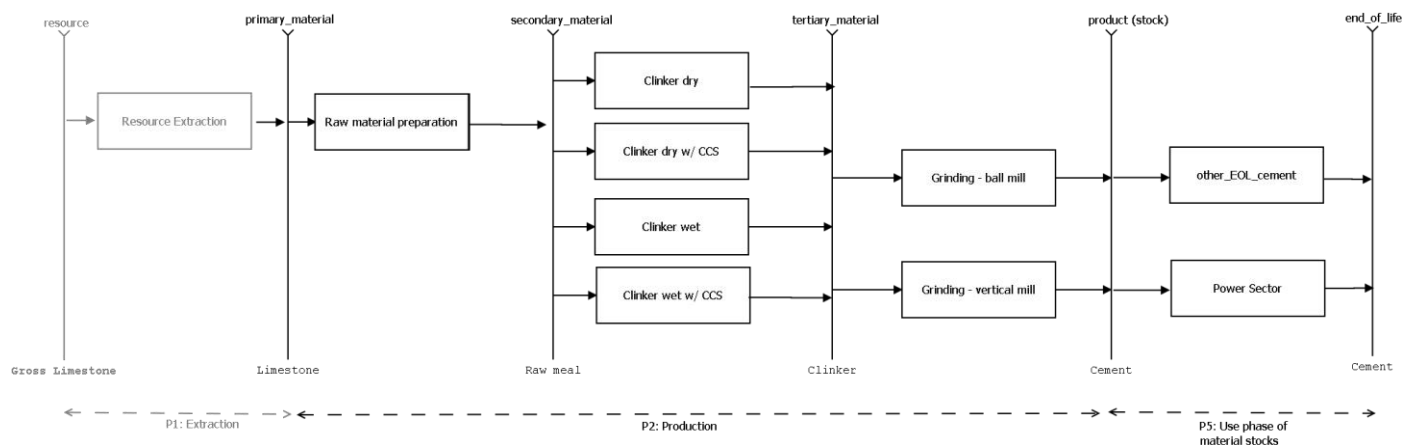 resource
primary_material
secondary_material
tertiary_material
product (stock)
end_of_life
Resource Extraction
Raw material preparation
Clinker dry
Clinker dry w/ CCS
Clinker wet
Clinker wet w/ CCS
Grinding - ball mill
Grinding - vertical mill
other_EOL_cement
Power Sector
Gross Limestone
Limestone
Raw meal
Clinker
Cement
Cement
P1: Extraction
P2: Production
P5: Use phase of
material stocks